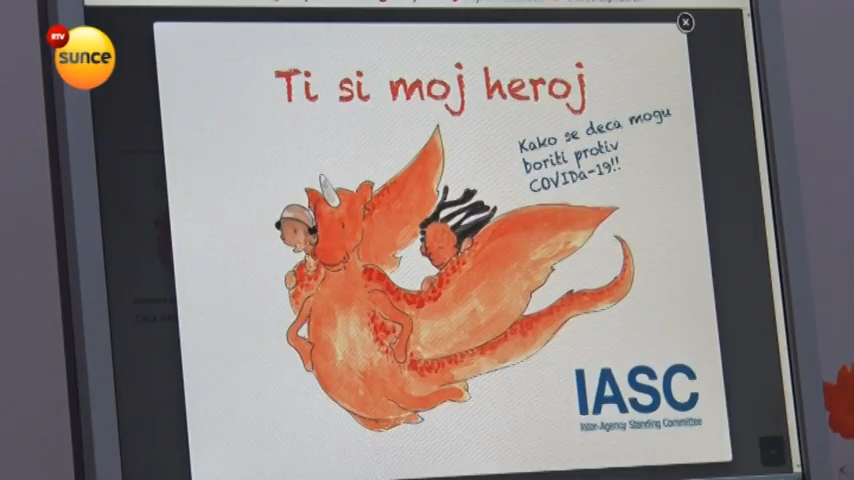 RTV
sunce
Ti si moj heroj
Kako se deca mogu
boriti protiv
COVIDa-19!!
IASC
Inter-Agency Standing Committee